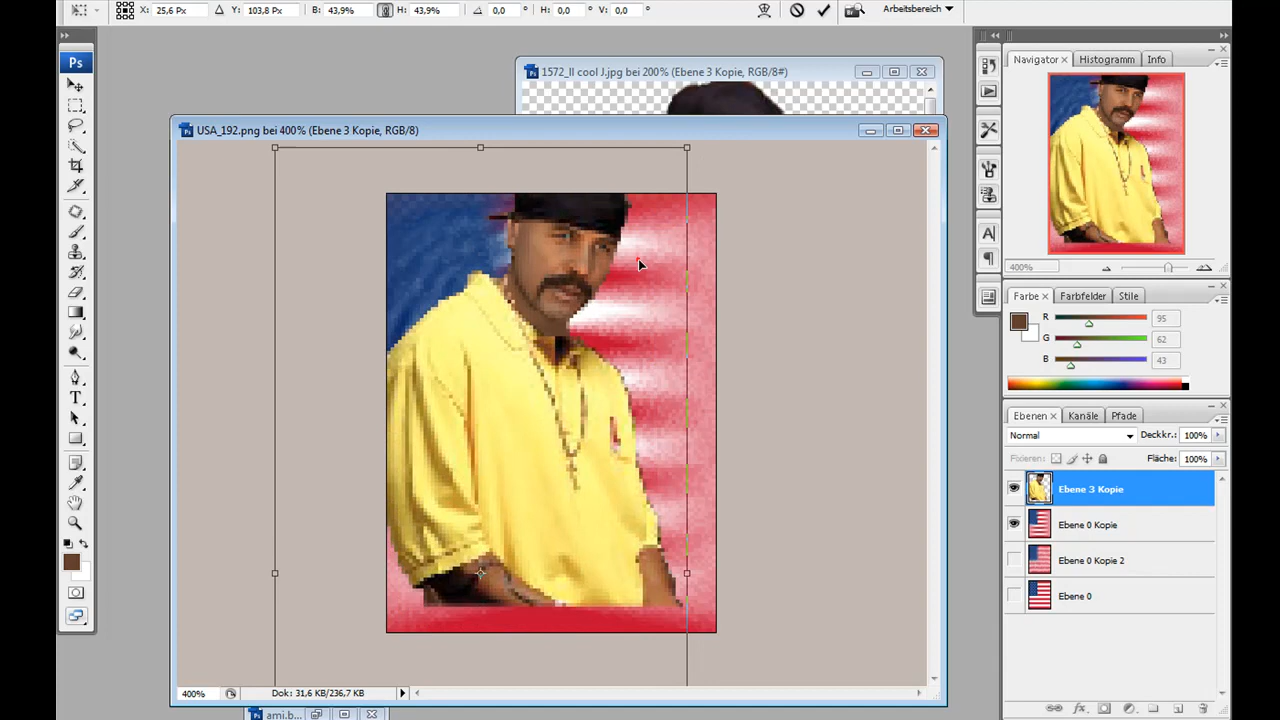 X: 25,6 Px Y: 103,8 Px B: 43,9% H: 43,9% 0,0 ° H: 0,0 ° V: 0,0 ° Arbeitsbereich
Ps
1572_ll cool J.jpg bei 200% (Ebene 3 Kopie, RGB/8#)
USA_192.png bei 400% (Ebene 3 Kopie, RGB/8)
400% Dok: 31,6 KB/236,7 KB
ami.b...
Navigator Histogramm Info
400%
Farbe Farbfelder Stile
R 95
G 62
B 43
Ebenen Kanäle Pfade
Normal Deckkr.: 100%
Fixieren: Fläche: 100%
Ebene 3 Kopie
Ebene 0 Kopie
Ebene 0 Kopie 2
Ebene 0